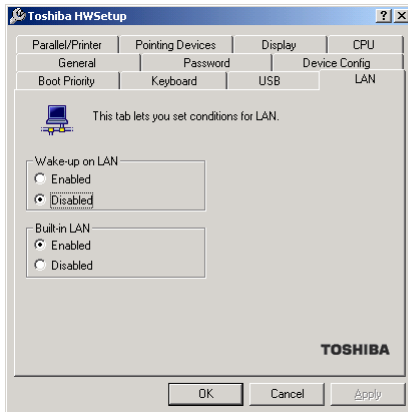 Toshiba HWSetup
Parallel/Printer Pointing Devices Display CPU
General Password Device Config
Boot Priority Keyboard USB LAN
This tab lets you set conditions for LAN.
Wake-up on LAN
Enabled
Disabled
Built-in LAN
Enabled
Disabled
TOSHIBA
OK Cancel Apply